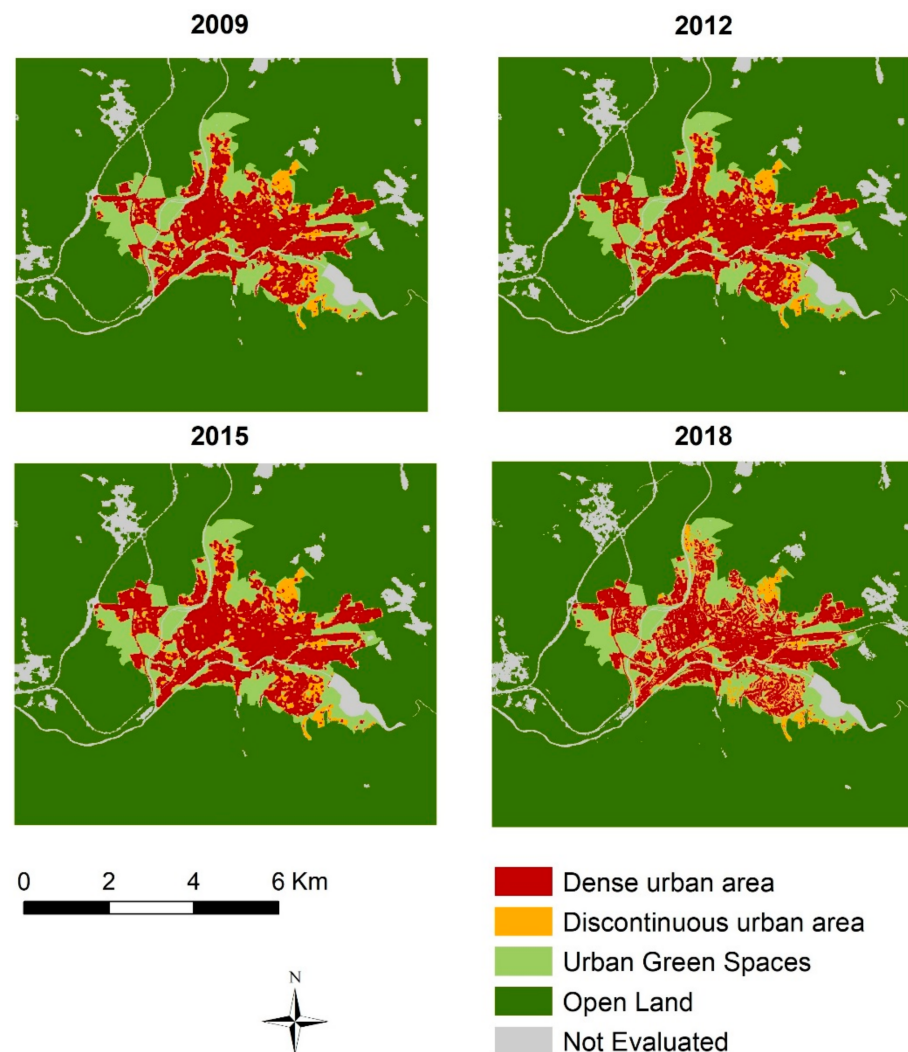 2009
2012
2015
2018
0 2 4 6 Km
N
Dense urban area
Discontinuous urban area
Urban Green Spaces
Open Land
Not Evaluated